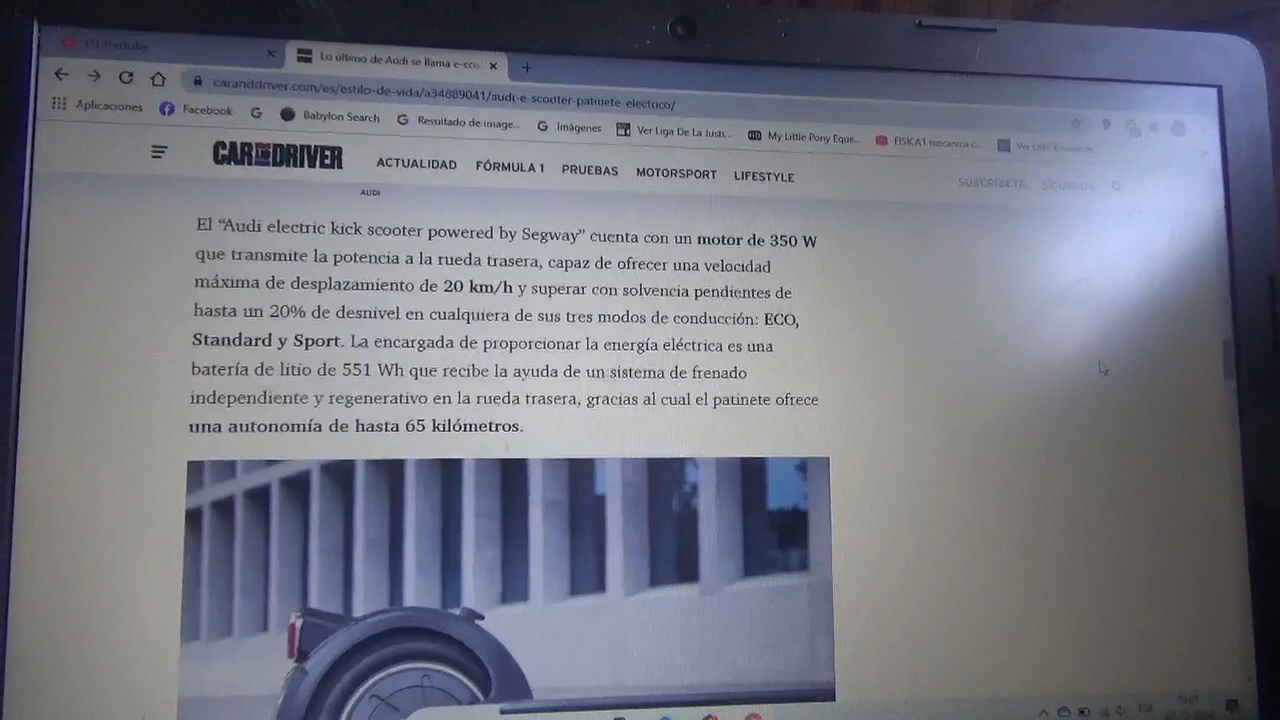 (5) YouTube
Lo último de Audi se llama e-sco
caranddriver.com/es/estilo-de-vida/a34889041/audi-e-scooter-patinete-electrico/
Aplicaciones Facebook Babylon Search Resultado de image... Imágenes Ver Liga De La Justi... My Little Pony Eque... FISICA1 mecanica c...
CAR AND DRIVER ACTUALIDAD FÓRMULA 1 PRUEBAS MOTORSPORT LIFESTYLE SUSCRÍBETE SÍGUENOS
AUDI
El “Audi electric kick scooter powered by Segway” cuenta con un motor de 350 W
que transmite la potencia a la rueda trasera, capaz de ofrecer una velocidad
máxima de desplazamiento de 20 km/h y superar con solvencia pendientes de
hasta un 20% de desnivel en cualquiera de sus tres modos de conducción: ECO,
Standard y Sport. La encargada de proporcionar la energía eléctrica es una
batería de litio de 551 Wh que recibe la ayuda de un sistema de frenado
independiente y regenerativo en la rueda trasera, gracias al cual el patinete ofrece
una autonomía de hasta 65 kilómetros.
ESP